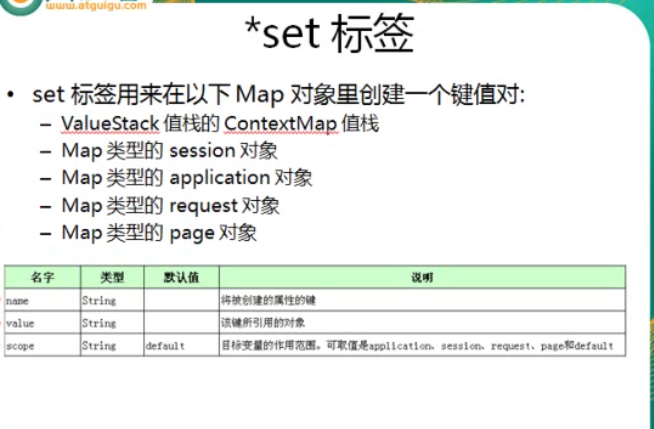 www.atguigu.com
*set 标签
• set 标签用来在以下 Map 对象里创建一个键值对:
– ValueStack 值栈的 ContextMap 值栈
– Map 类型的 session 对象
– Map 类型的 application 对象
– Map 类型的 request 对象
– Map 类型的 page 对象
名字 类型 默认值 说明
name String 将被创建的属性的键
value String 该键所引用的对象
scope String default 目标变量的作用范围。可取值是application、session、request、page和default